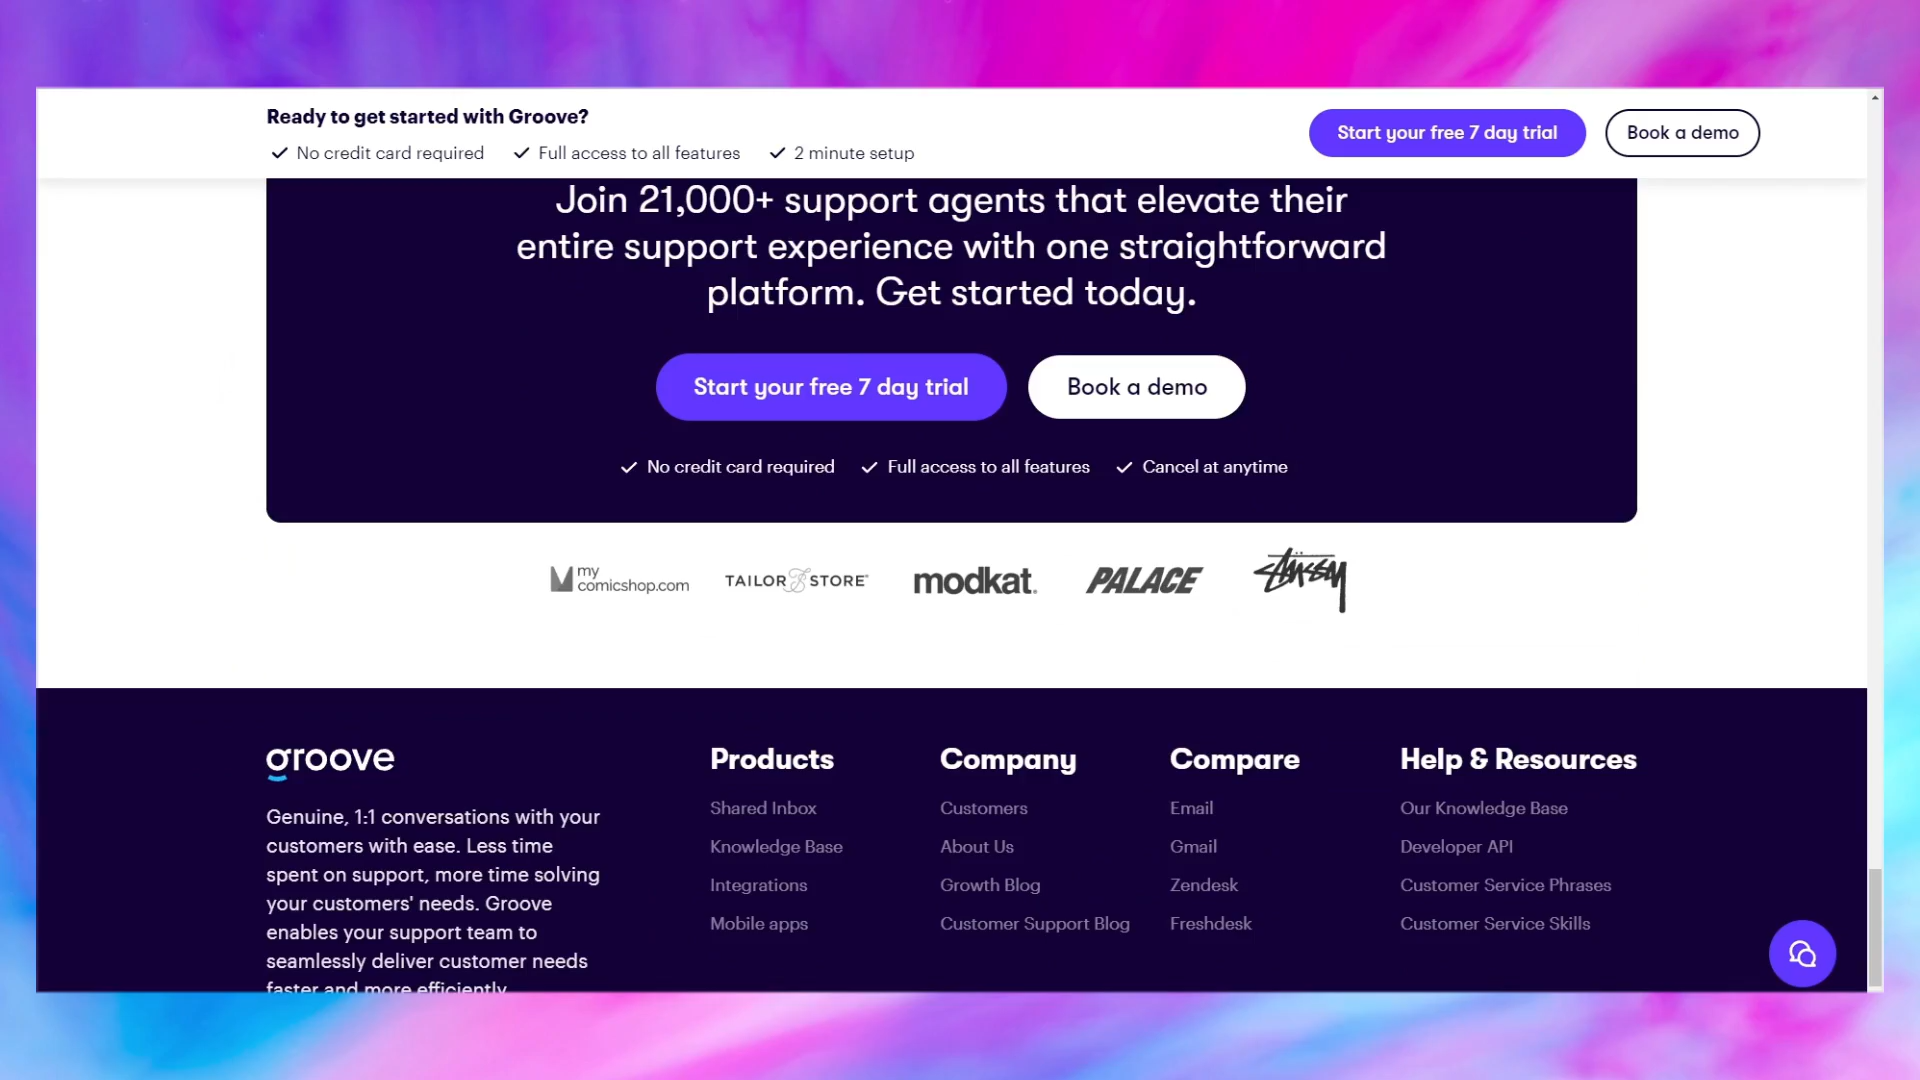 Ready to get started with Groove?
No credit card required Full access to all features 2 minute setup
Start your free 7 day trial
Book a demo
Join 21,000+ support agents that elevate their
entire support experience with one straightforward
platform. Get started today.
Start your free 7 day trial
Book a demo
No credit card required Full access to all features Cancel at anytime
my
comicshop.com
TAILOR STORE
modkat.
PALACE
Stüssy
groove
Genuine, 1:1 conversations with your
customers with ease. Less time
spent on support, more time solving
your customers' needs. Groove
enables your support team to
seamlessly deliver customer needs
faster and more efficiently.
Products
Shared Inbox
Knowledge Base
Integrations
Mobile apps
Company
Customers
About Us
Growth Blog
Customer Support Blog
Compare
Email
Gmail
Zendesk
Freshdesk
Help & Resources
Our Knowledge Base
Developer API
Customer Service Phrases
Customer Service Skills